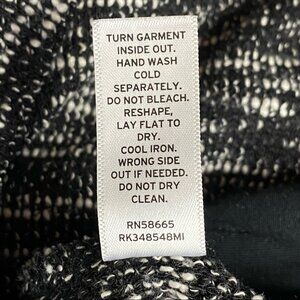 TURN GARMENT
INSIDE OUT.
HAND WASH
COLD
SEPARATELY.
DO NOT BLEACH.
RESHAPE,
LAY FLAT TO
DRY.
COOL IRON.
WRONG SIDE
OUT IF NEEDED.
DO NOT DRY
CLEAN.
RN58665
RK348548MI